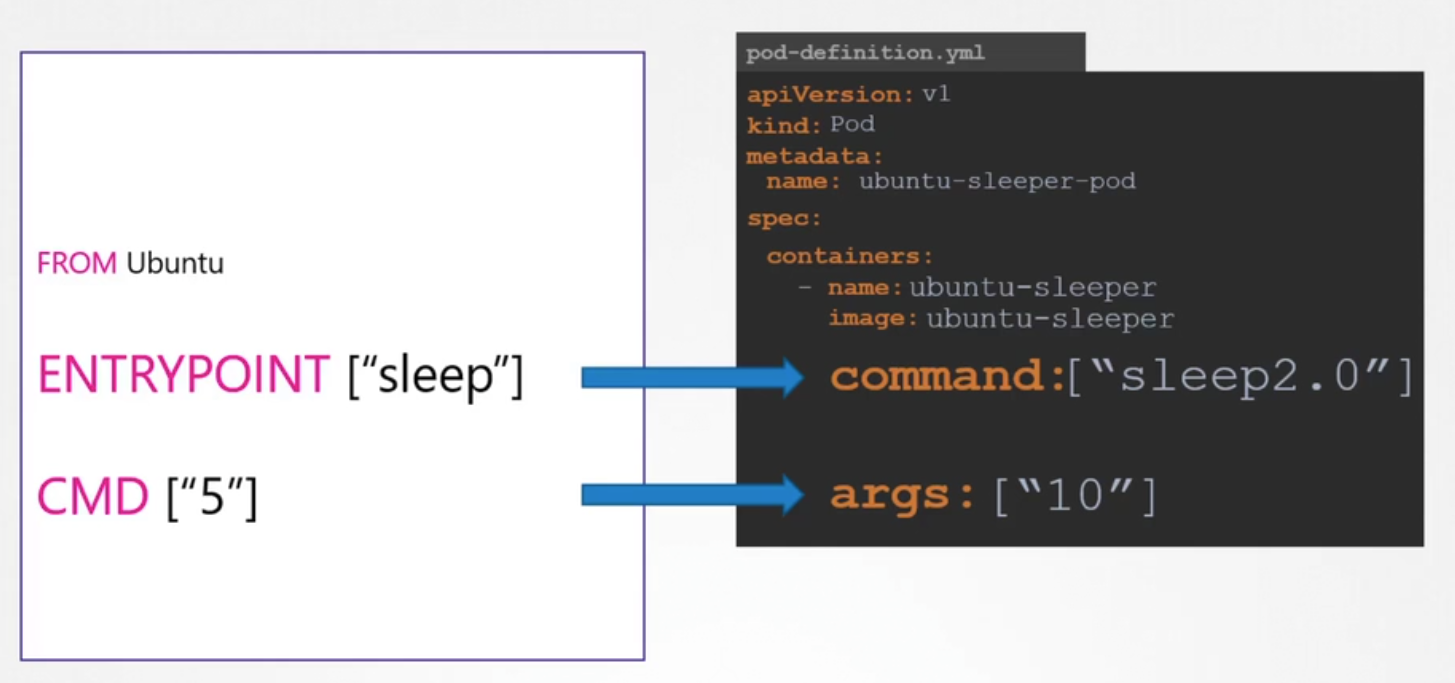 FROM Ubuntu
ENTRYPOINT [“sleep”]
CMD [“5”]
pod-definition.yml
apiVersion: v1
kind: Pod
metadata:
name: ubuntu-sleeper-pod
spec:
containers:
- name: ubuntu-sleeper
image: ubuntu-sleeper
command:[“sleep2.0”]
args: [“10”]